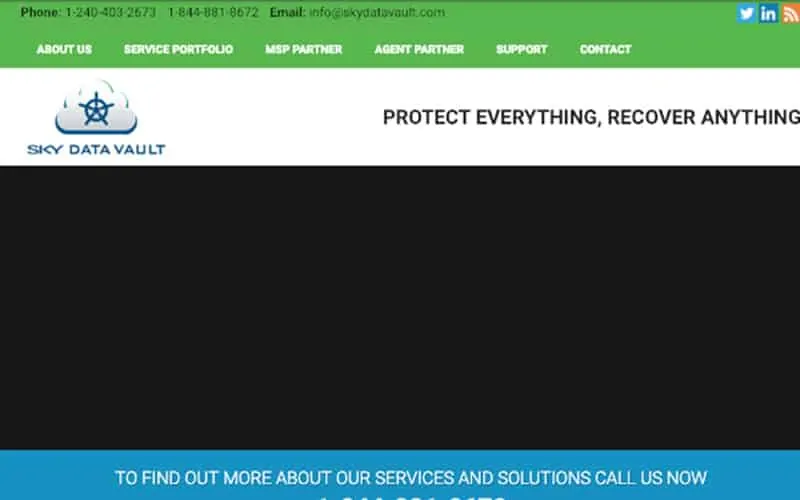 Phone: 1-240-403-2673 1-844-881-8672 Email: info@skydatavault.com
ABOUT US SERVICE PORTFOLIO MSP PARTNER AGENT PARTNER SUPPORT CONTACT
SKY DATA VAULT
PROTECT EVERYTHING, RECOVER ANYTHING
TO FIND OUT MORE ABOUT OUR SERVICES AND SOLUTIONS CALL US NOW